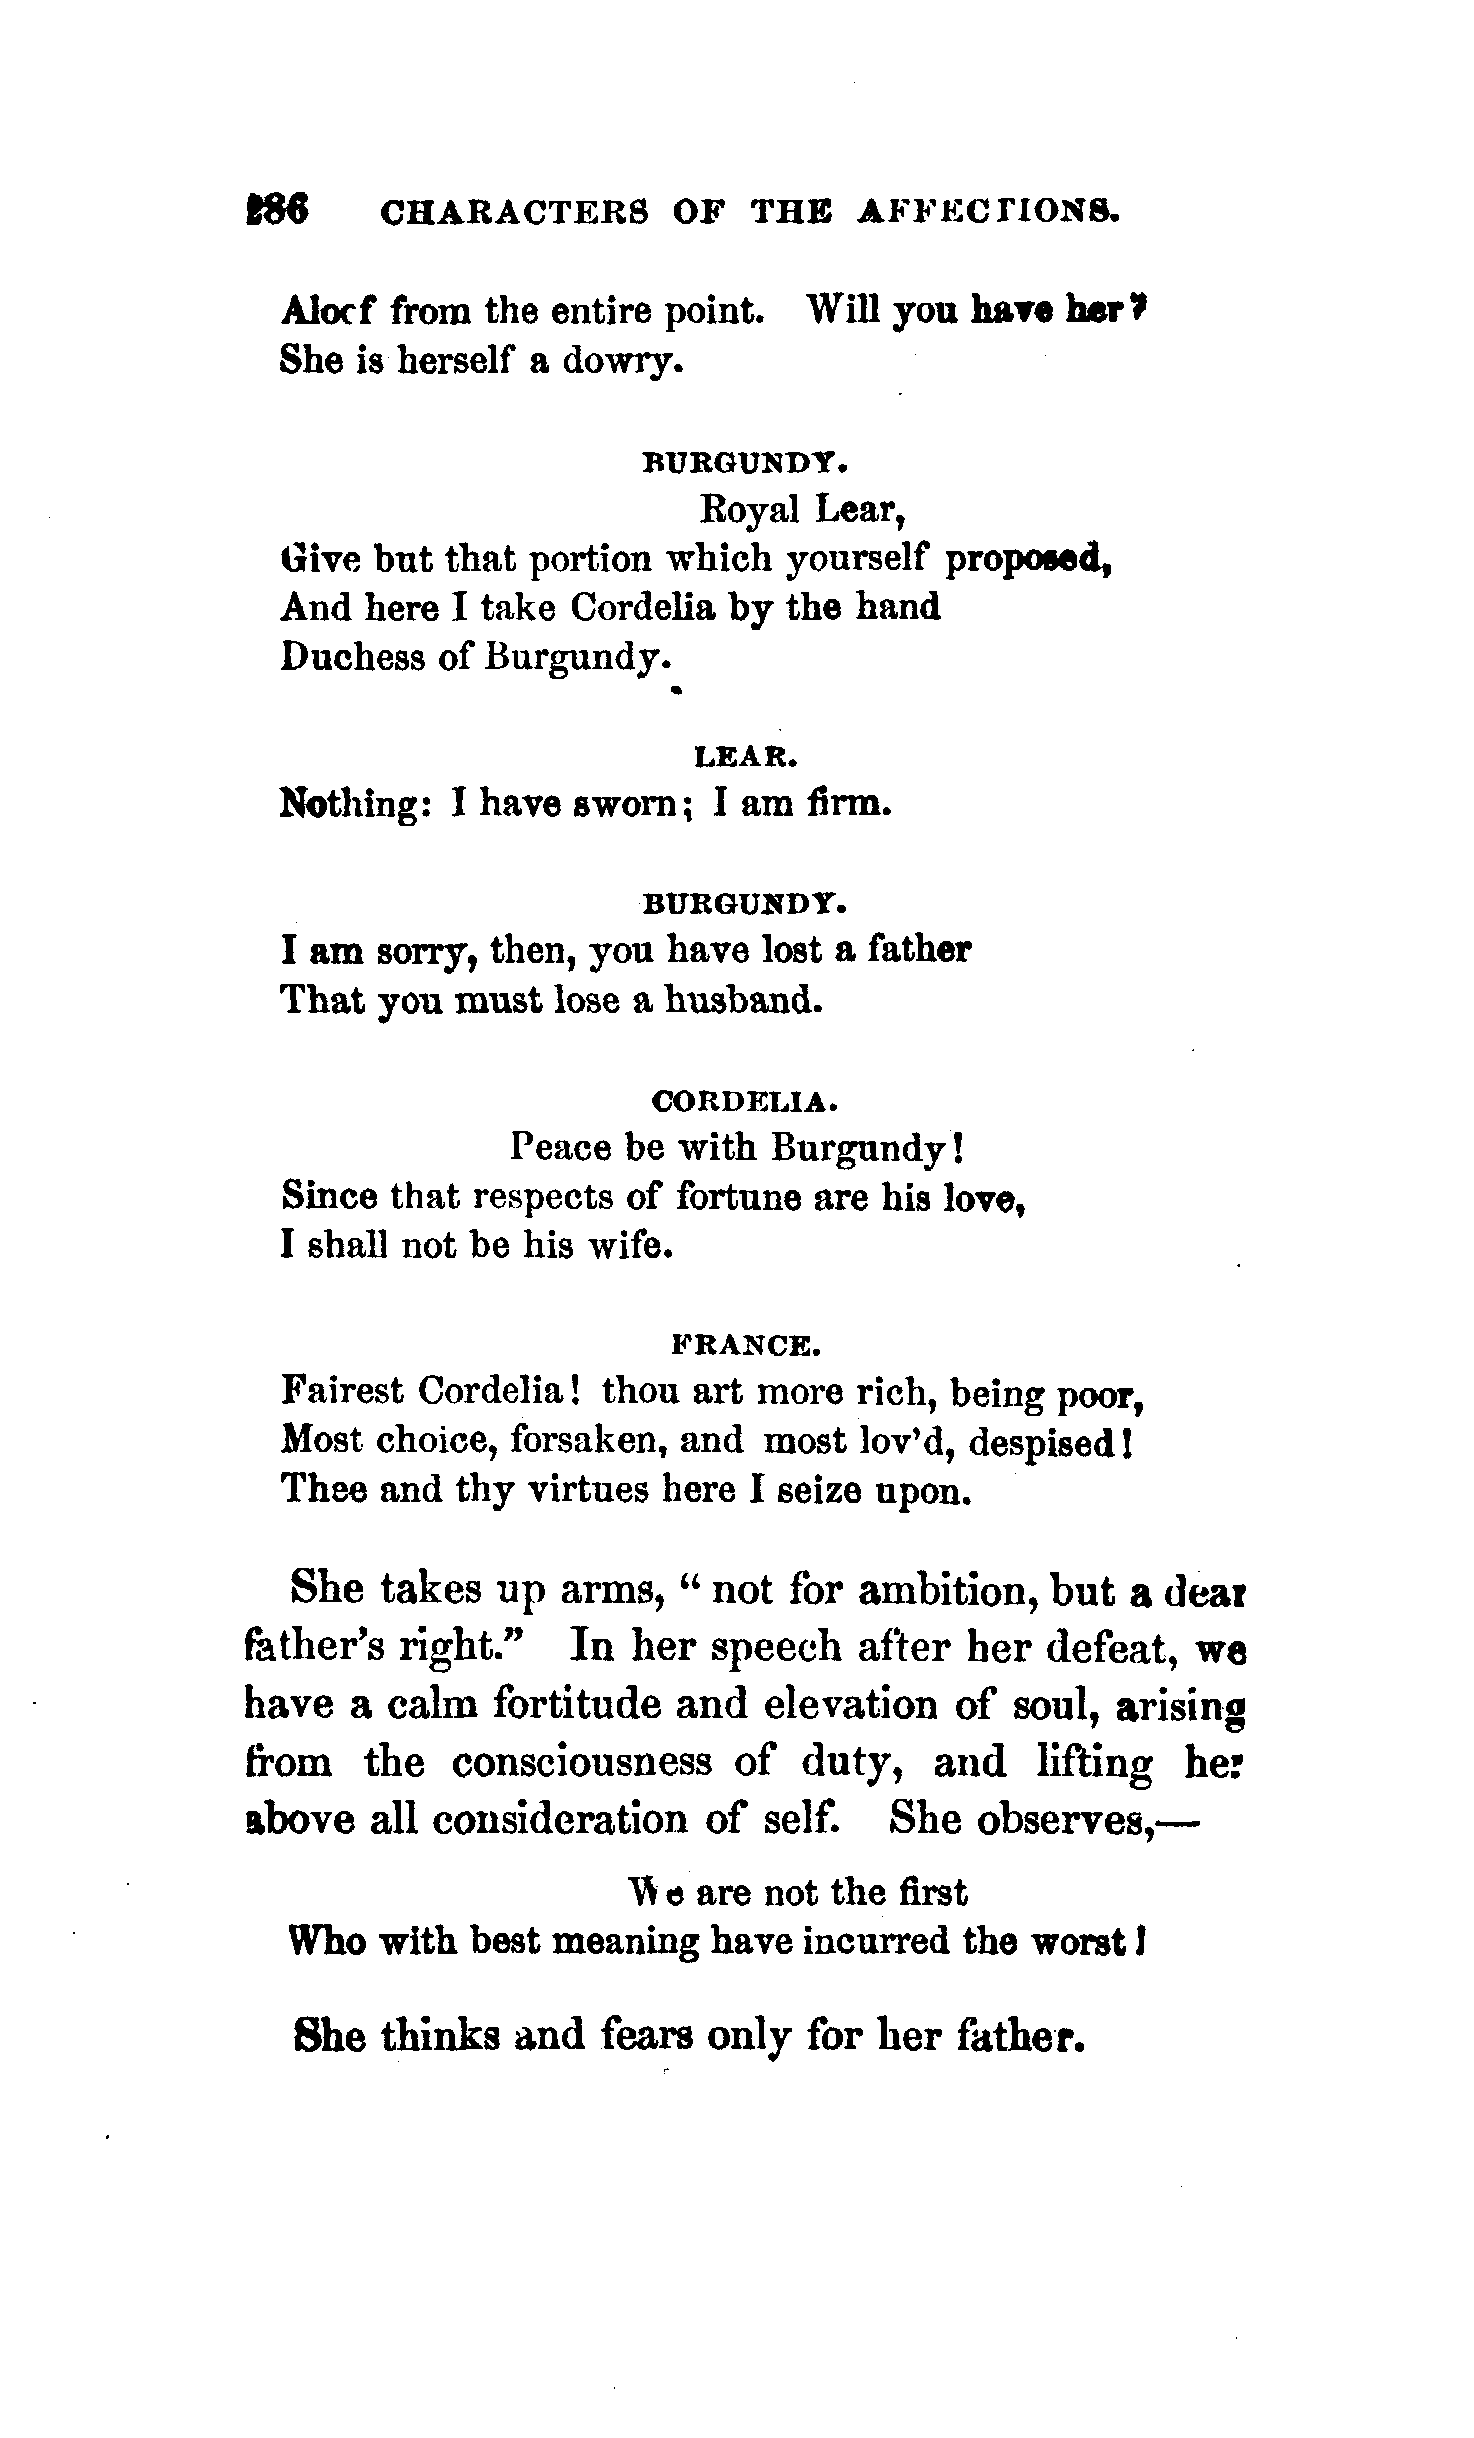 286 CHARACTERS OF THE AFFECTIONS.
Aloof from the entire point. Will you have her?
She is herself a dowry.
BURGUNDY.
Royal Lear,
Give but that portion which yourself proposed,
And here I take Cordelia by the hand
Duchess of Burgundy.
LEAR.
Nothing: I have sworn; I am firm.
BURGUNDY.
I am sorry, then, you have lost a father
That you must lose a husband.
CORDELIA.
Peace be with Burgundy!
Since that respects of fortune are his love,
I shall not be his wife.
FRANCE.
Fairest Cordelia! thou art more rich, being poor,
Most choice, forsaken, and most lov'd, despised!
Thee and thy virtues here I seize upon.
She takes up arms, "not for ambition, but a dear
father's right." In her speech after her defeat, we
have a calm fortitude and elevation of soul, arising
from the consciousness of duty, and lifting her
above all consideration of self. She observes,—
We are not the first
Who with best meaning have incurred the worst!
She thinks and fears only for her father.